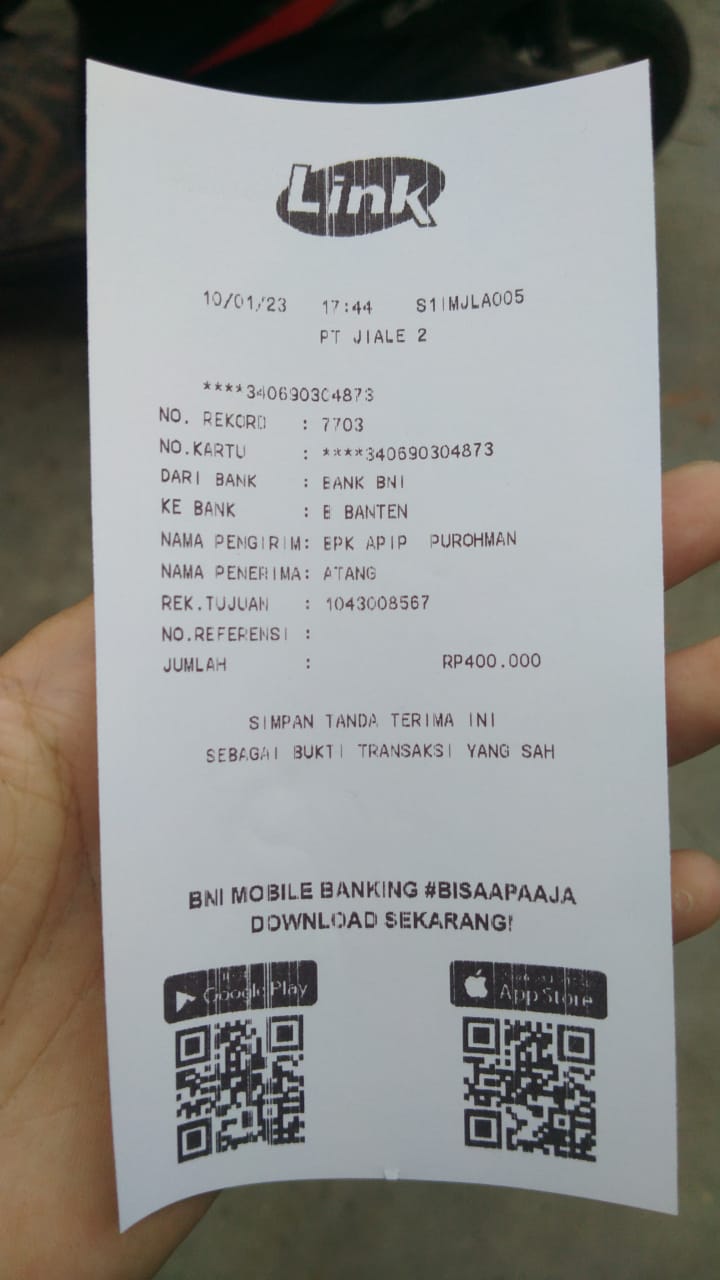 Link
10/01/23 17:44 S1IMJLA005
PT JIALE 2
****340690304873
NO. REKORD : 7703
NO.KARTU : ****340690304873
DARI BANK : BANK BNI
KE BANK : B BANTEN
NAMA PENGIRIM: BPK APIP PUROHMAN
NAMA PENERIMA: ATANG
REK.TUJUAN : 1043008567
NO.REFERENSI :
JUMLAH : RP400.000
SIMPAN TANDA TERIMA INI
SEBAGAI BUKTI TRANSAKSI YANG SAH
BNI MOBILE BANKING #BISAAPAAJA
DOWNLOAD SEKARANG!
Google Play
App Store